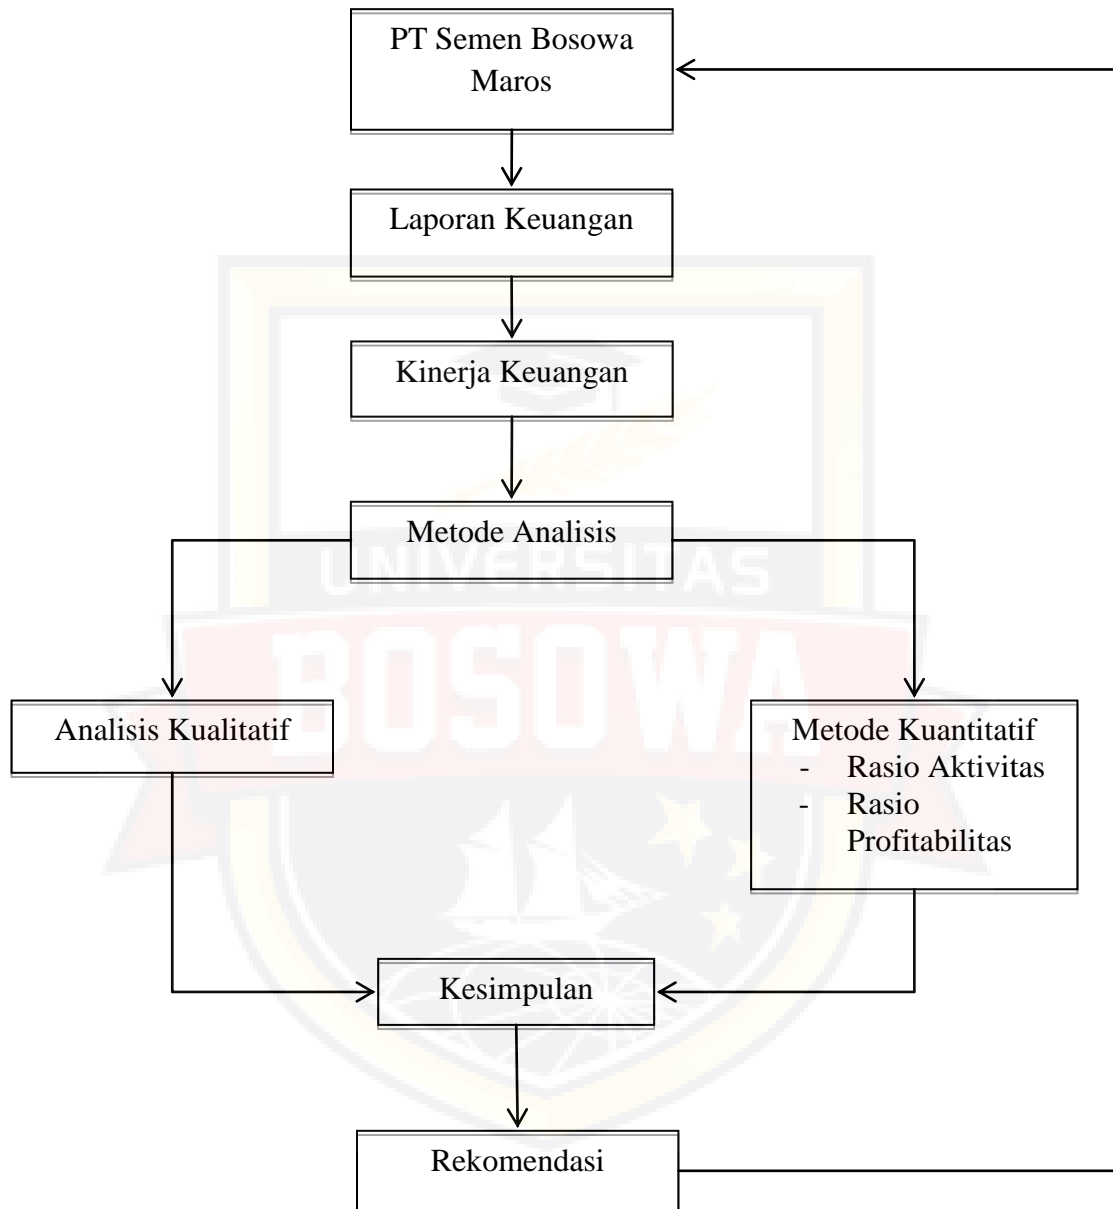 PT Semen Bosowa
Maros
Laporan Keuangan
Kinerja Keuangan
Metode Analisis
UNIVERSITAS
BOSOWA
Analisis Kualitatif
Metode Kuantitatif
- Rasio Aktivitas
- Rasio
Profitabilitas
Kesimpulan
Rekomendasi